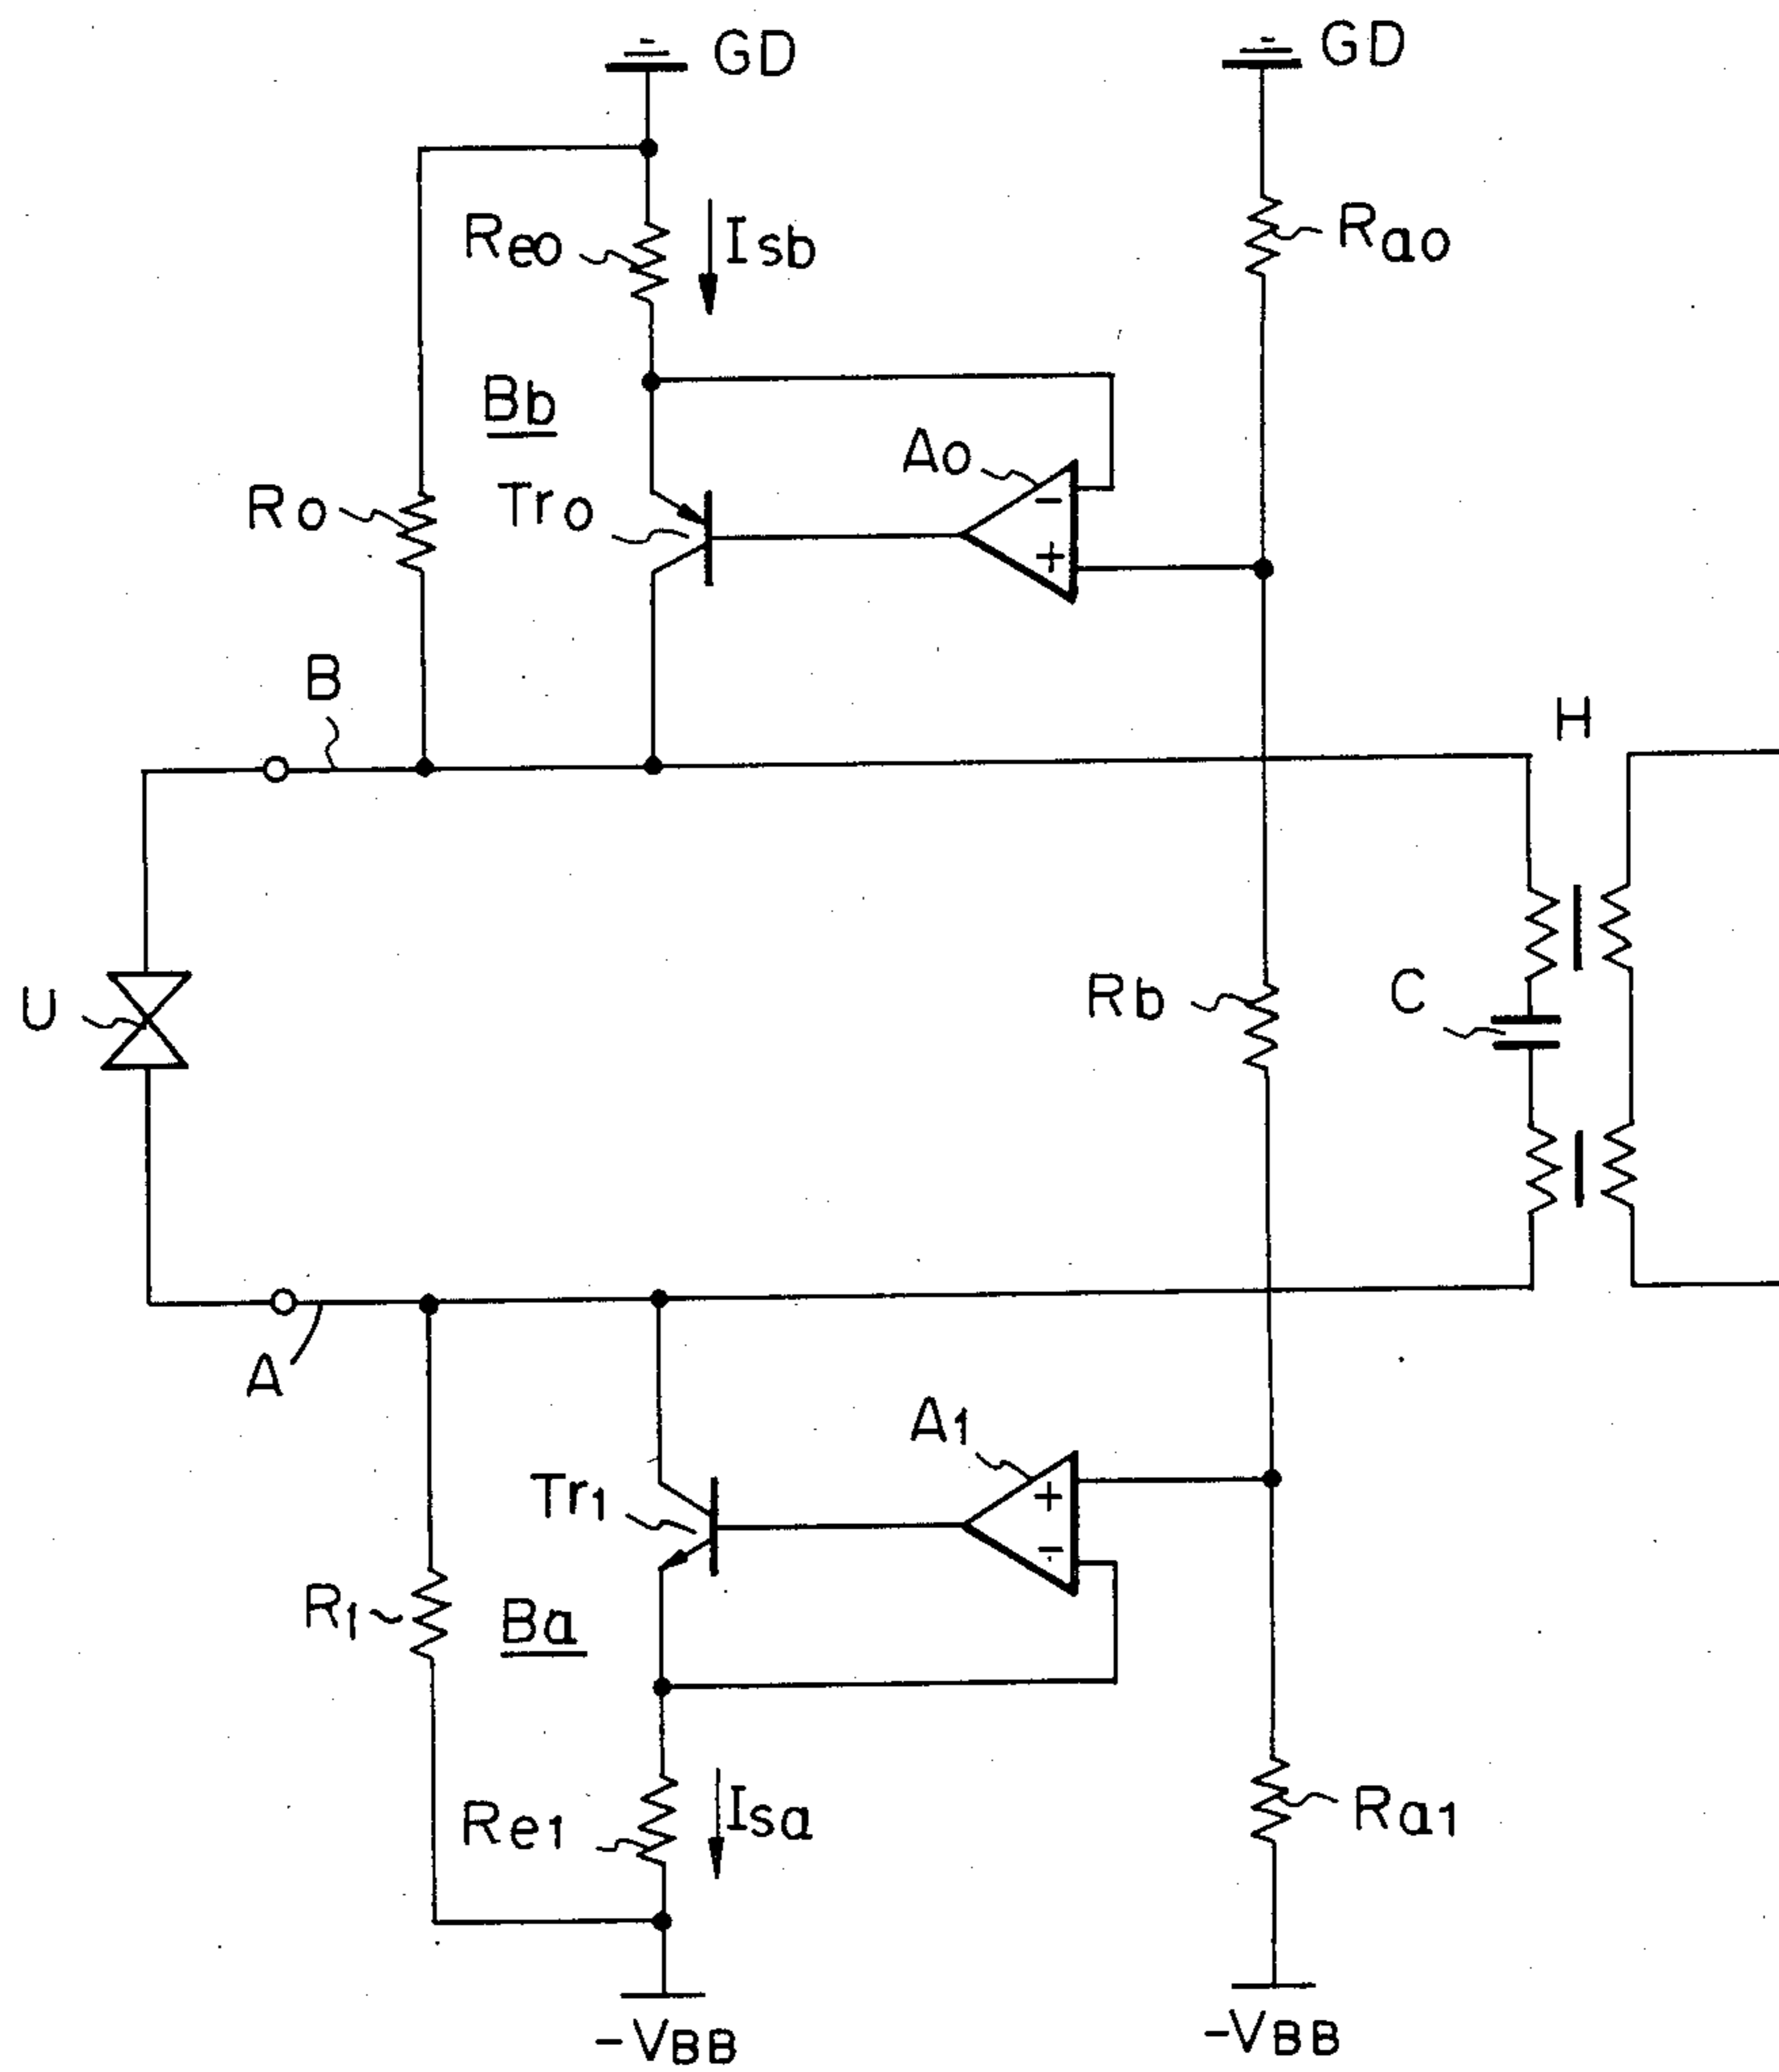 GD
GD
Reo
Isb
Rao
Bb
Ao
-
Ro
Tro
+
B
H
U
Rb
C
A
A1
+
Tr1
-
R1
Ba
Re1
Isa
Ra1
-VBB
-VBB